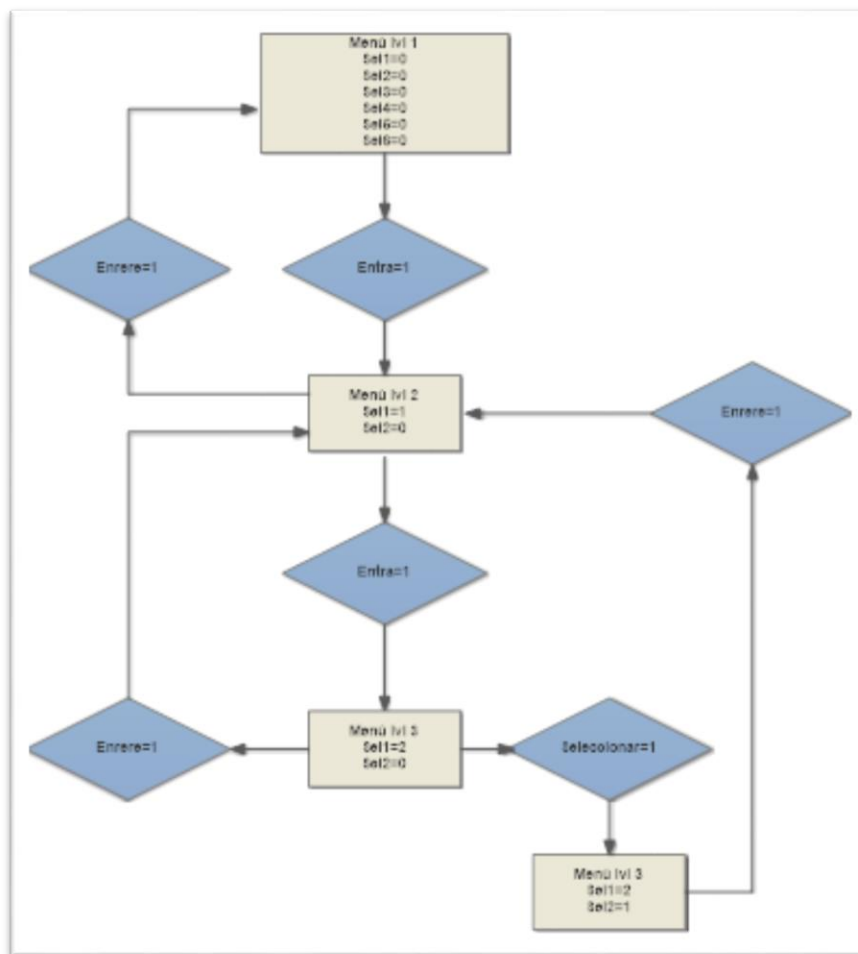 Menú lvl 1
Sel1=0
Sel2=0
Sel3=0
Sel4=0
Sel5=0
Sel6=0
Enrere=1
Entra=1
Menú lvl 2
Sel1=1
Sel2=0
Enrere=1
Entra=1
Enrere=1
Menú lvl 3
Sel1=2
Sel2=0
Seleccionar=1
Menú lvl 3
Sel1=2
Sel2=1